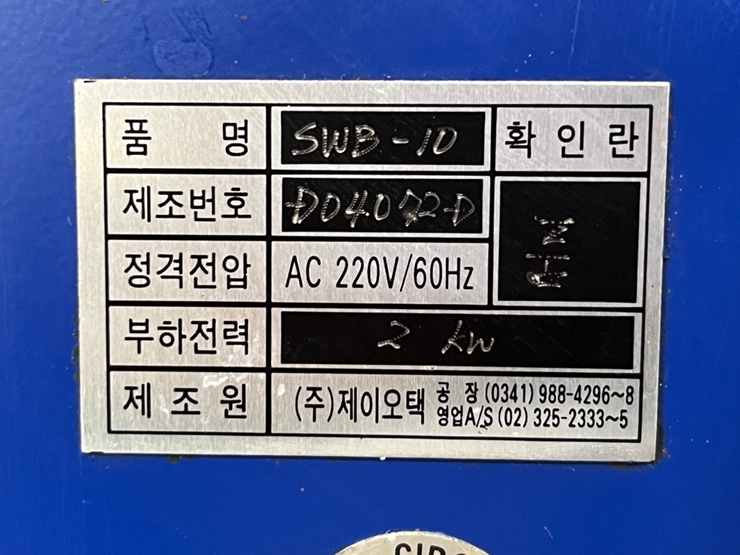 품 명 SWB-10 확인란
제조번호 D04072-D
정격전압 AC 220V/60Hz
부하전력 2 kw
제조원 (주)제이오택 공 장 (0341) 988-4296~8
영업A/S (02) 325-2333~5